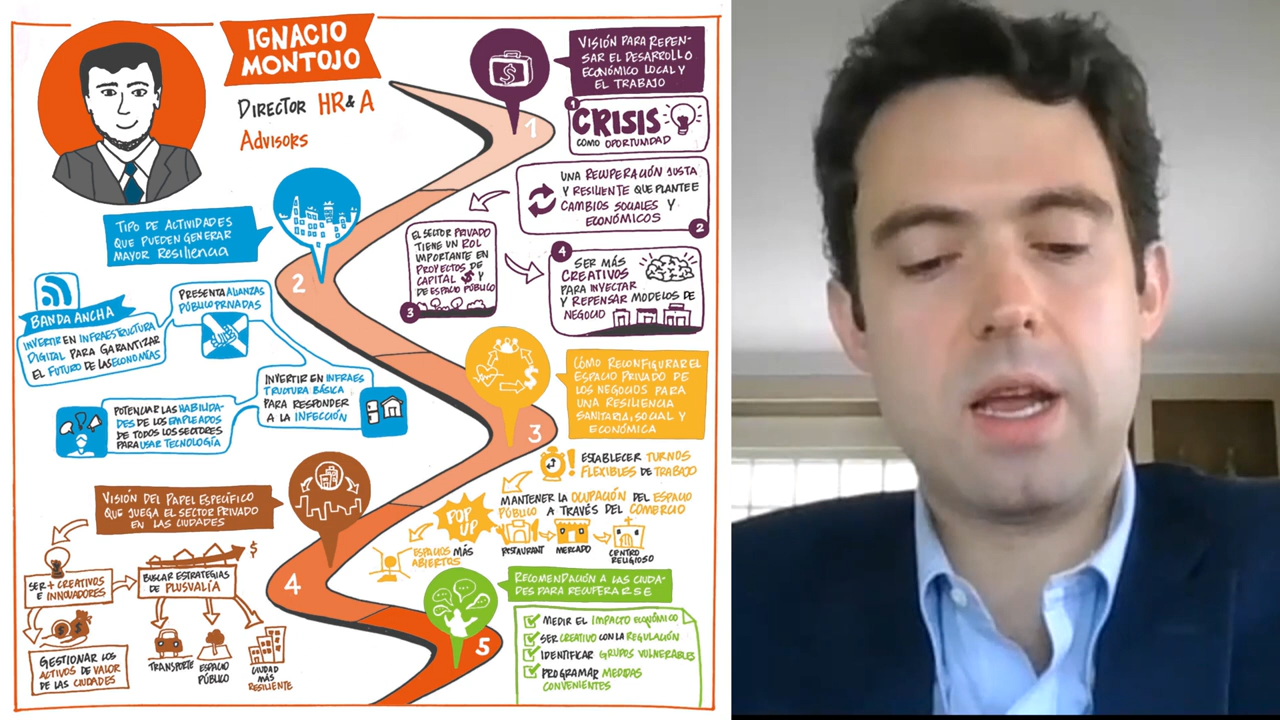 IGNACIO
MONTOJO
DIRECTOR HR&A
ADVISORS
1
VISIÓN PARA REPEN-
SAR EL DESARROLLO
ECONÓMICO LOCAL Y
EL TRABAJO
1
CRISIS
COMO OPORTUNIDAD
UNA RECUPERACIÓN JUSTA
Y RESILIENTE QUE PLANTEE
CAMBIOS SOCIALES Y
ECONÓMICOS
2
EL SECTOR PRIVADO
TIENE UN ROL
IMPORTANTE EN
PROYECTOS DE
CAPITAL $ Y
DE ESPACIO PÚBLICO
3
4
SER MÁS
CREATIVOS
PARA INYECTAR
Y REPENSAR MODELOS DE
NEGOCIO
2
TIPO DE ACTIVIDADES
QUE PUEDEN GENERAR
MAYOR RESILIENCIA
BANDA ANCHA
INVERTIR EN INFRAESTRUCTURA
DIGITAL PARA GARANTIZAR
EL FUTURO DE LAS ECONOMÍAS
PRESENTA ALIANZAS
PÚBLICO PRIVADAS
INVERTIR EN INFRAES
TRUCTURA BÁSICA
PARA RESPONDER
A LA INFECCIÓN
POTENCIAR LAS HABILIDA-
DES DE LOS EMPLEADOS
DE TODOS LOS SECTORES
PARA USAR TECNOLOGÍA
3
CÓMO RECONFIGURAR EL
ESPACIO PRIVADO DE
LOS NEGOCIOS PARA
UNA RESILIENCIA
SANITARIA, SOCIAL Y
ECONÓMICA
! ESTABLECER TURNOS
FLEXIBLES DE TRABAJO
MANTENER LA OCUPACIÓN DEL ESPACIO
PÚBLICO A TRAVÉS DEL COMERCIO
POP
UP
ESPACIOS MÁS
ABIERTOS
RESTAURANT
MERCADO
CENTRO
RELIGIOSO
4
VISIÓN DEL PAPEL ESPECÍFICO
QUE JUEGA EL SECTOR PRIVADO
EN LAS CIUDADES
SER + CREATIVOS
E INNOVADORES
GESTIONAR LOS
ACTIVOS DE VALOR
DE LAS CIUDADES
$
BUSCAR ESTRATEGIAS
DE PLUSVALÍA
TRANSPORTE
ESPACIO
PÚBLICO
CIUDAD
MÁS
RESILIENTE
5
RECOMENDACIÓN A LAS CIUDA-
DES PARA RECUPERARSE
MEDIR EL IMPACTO ECONÓMICO
SER CREATIVO CON LA REGULACIÓN
IDENTIFICAR GRUPOS VULNERABLES
PROGRAMAR MEDIDAS
CONVENIENTES